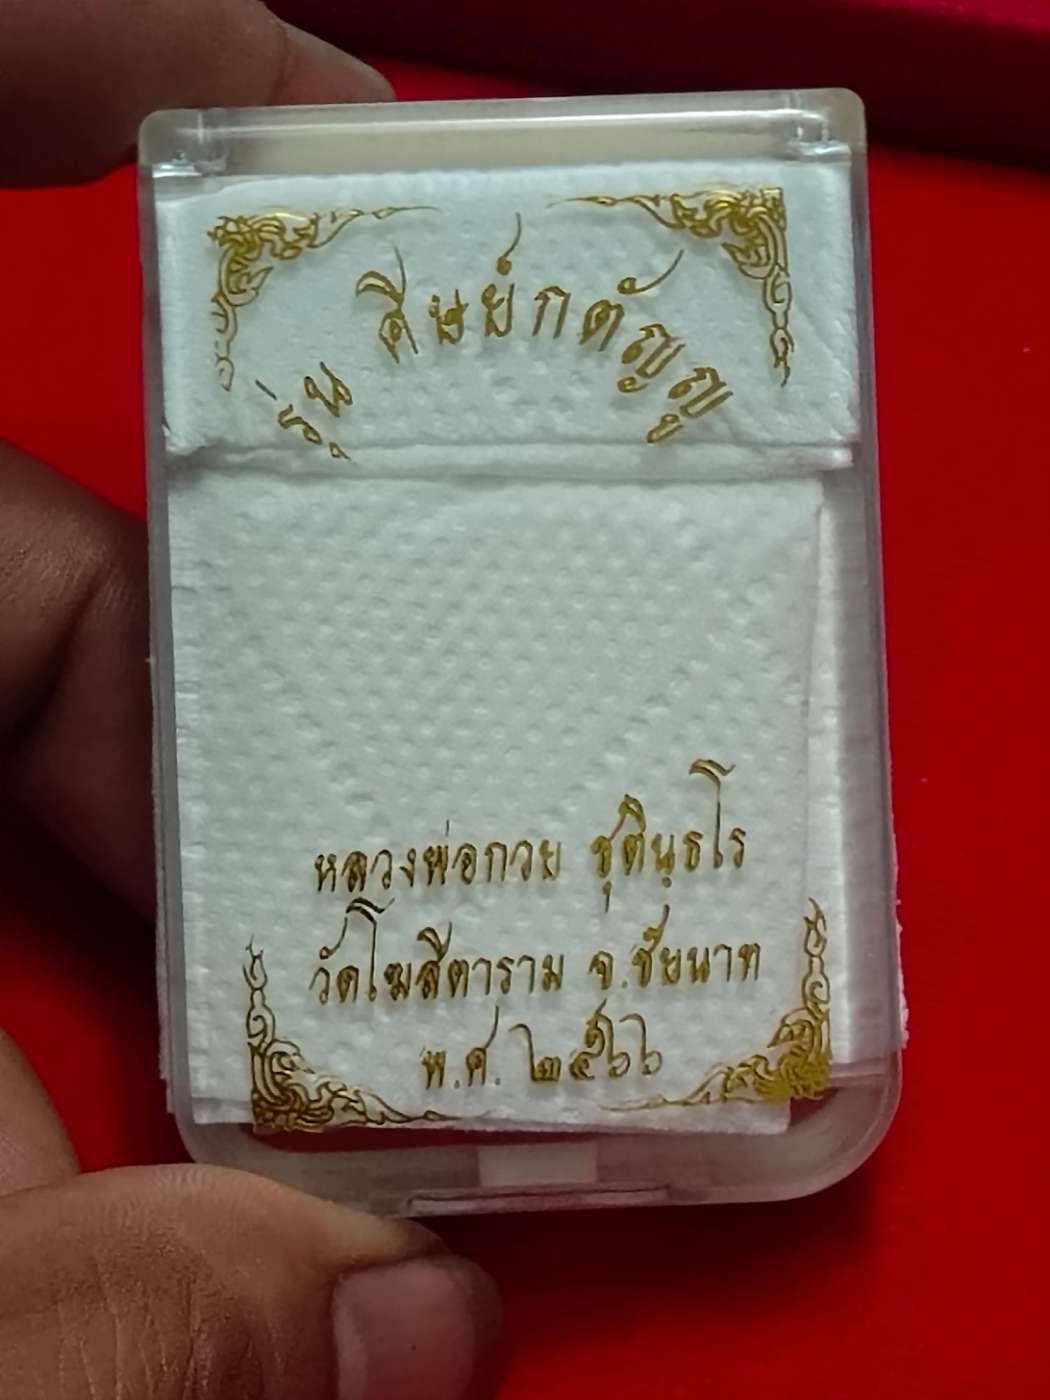 รุ่น ศิษย์กตัญญู
หลวงพ่อกวย ชุตินฺธโร
วัดโฆสิตาราม จ.ชัยนาท
พ.ศ. ๒๕๖๖